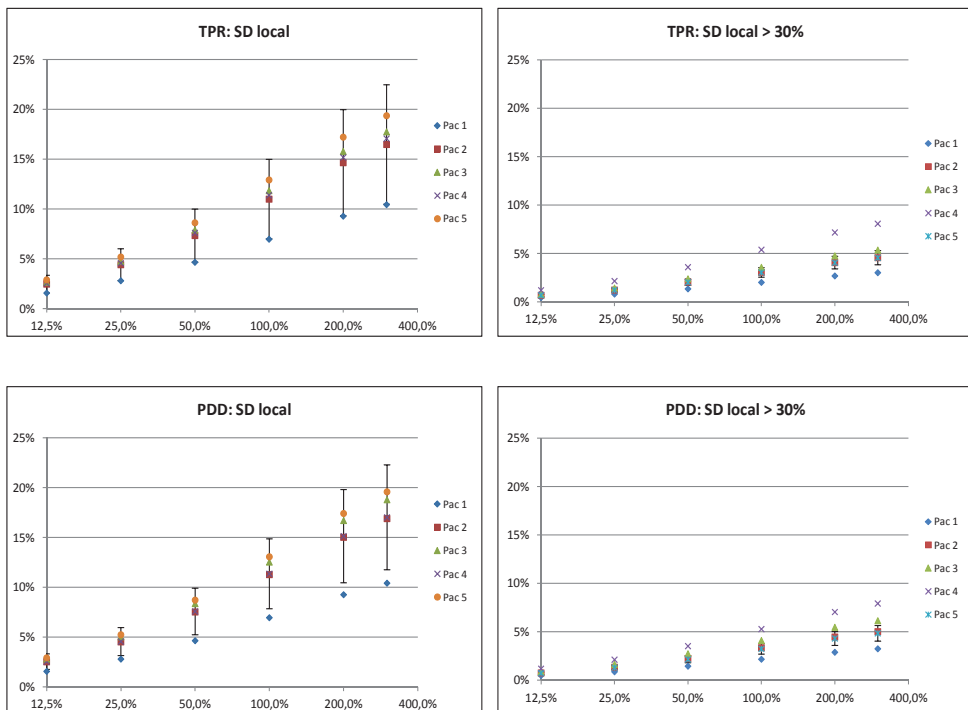 TPR: SD local
25%
20%
15%
10%
5%
0%
12,5% 25,0% 50,0% 100,0% 200,0% 400,0%
Pac 1
Pac 2
Pac 3
Pac 4
Pac 5
TPR: SD local > 30%
25%
20%
15%
10%
5%
0%
12,5% 25,0% 50,0% 100,0% 200,0% 400,0%
Pac 1
Pac 2
Pac 3
Pac 4
Pac 5
PDD: SD local
25%
20%
15%
10%
5%
0%
12,5% 25,0% 50,0% 100,0% 200,0% 400,0%
Pac 1
Pac 2
Pac 3
Pac 4
Pac 5
PDD: SD local > 30%
25%
20%
15%
10%
5%
0%
12,5% 25,0% 50,0% 100,0% 200,0% 400,0%
Pac 1
Pac 2
Pac 3
Pac 4
Pac 5